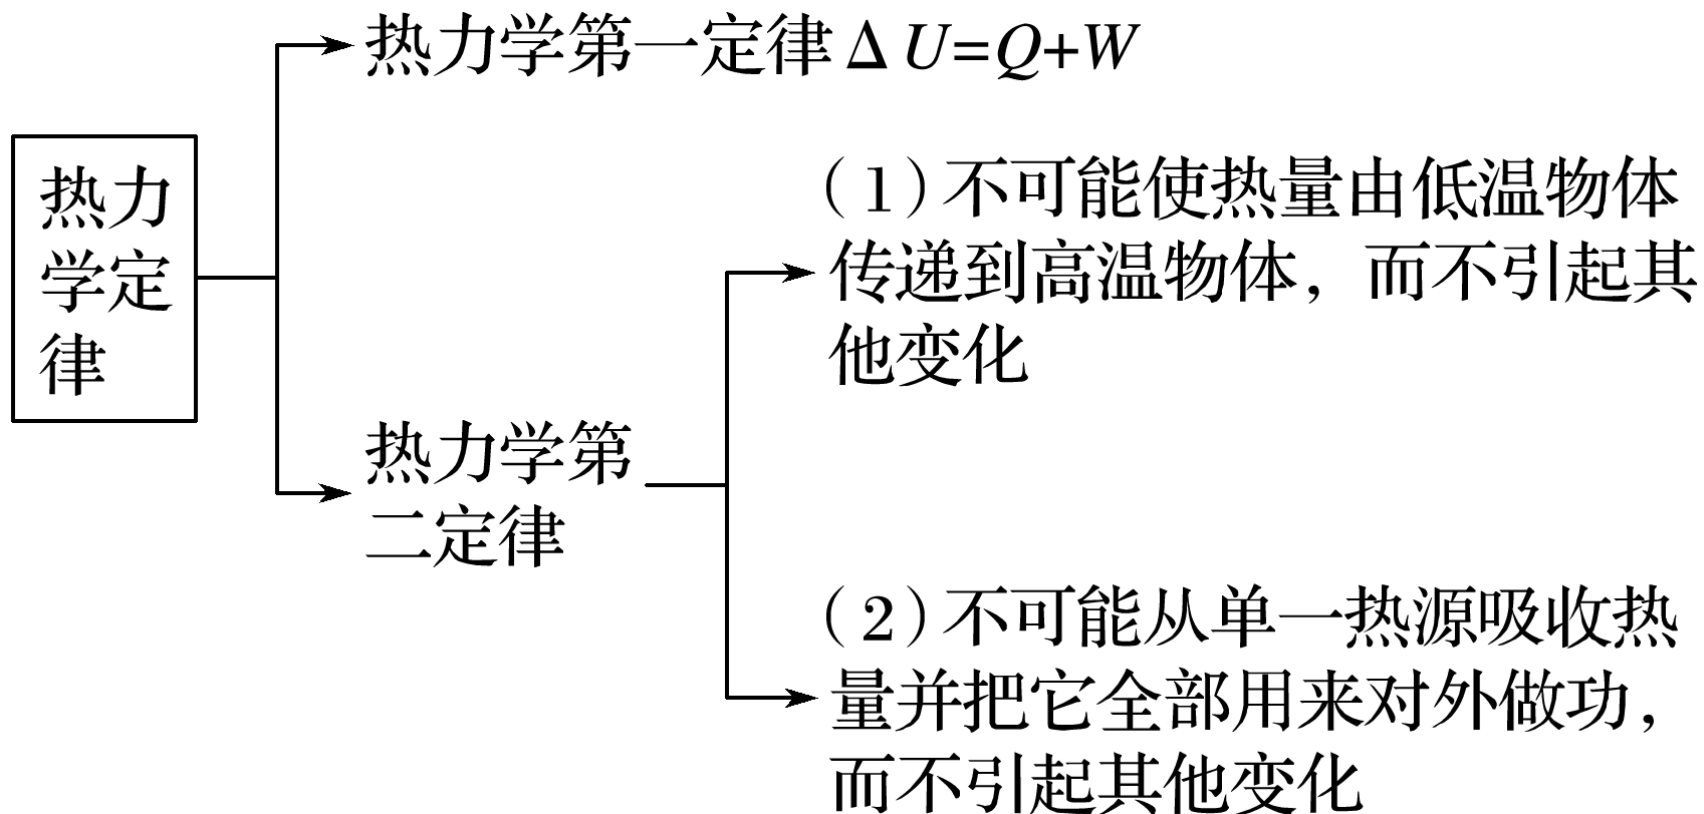 热力学第一定律 Δ U=Q+W
热力
学定
律
（1）不可能使热量由低温物体
传递到高温物体，而不引起其
他变化
热力学第
二定律
（2）不可能从单一热源吸收热
量并把它全部用来对外做功，
而不引起其他变化